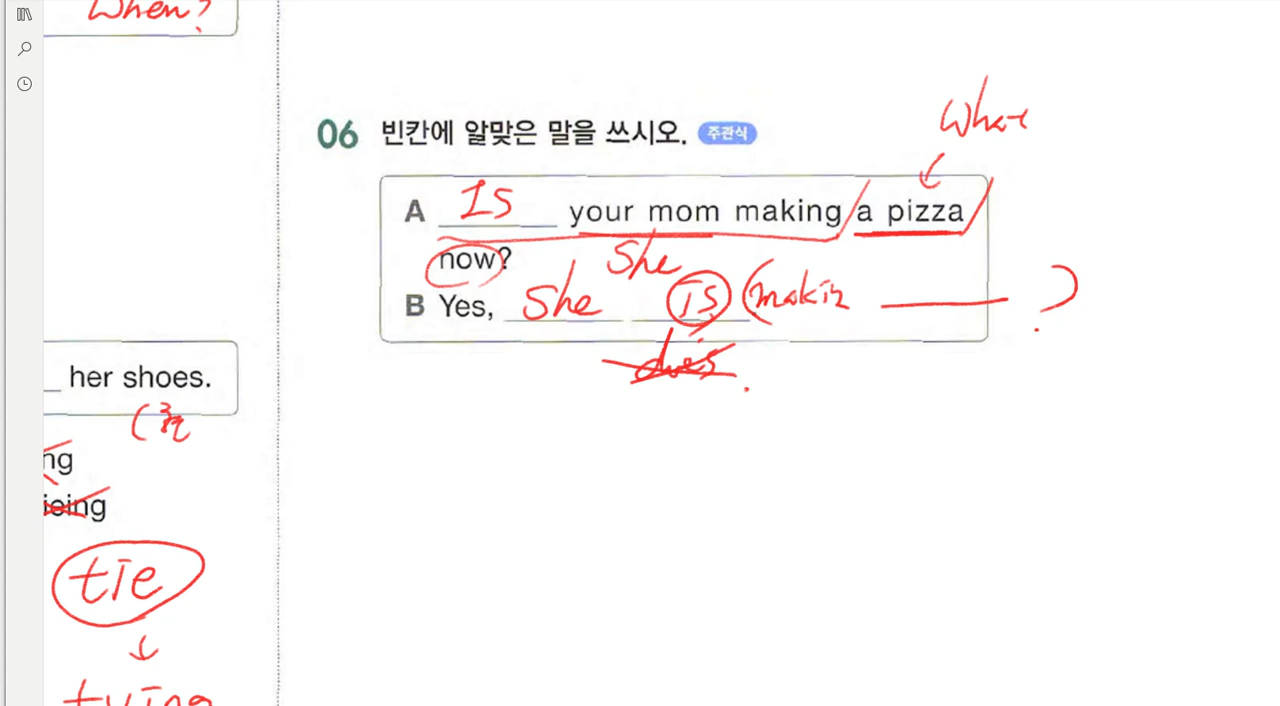 When?
06 빈칸에 알맞은 말을 쓰시오. 주관식
What
A Is your mom making a pizza
now? She
B Yes, She is (makin ?
does.
her shoes.
ng
ieing
tie
tying